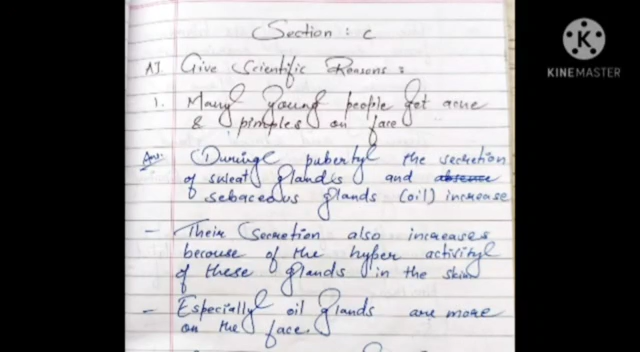 Section : C
A]. Give Scientific Reasons :
1. Many young people get acne
& pimples on face
Ans: During puberty the secretion
of sweat glands and absence
sebaceous glands (oil) increase
- Their secretion also increases
because of the hyper activity
of these glands in the skin
- Especially oil glands are more
on the face.
KINEMASTER